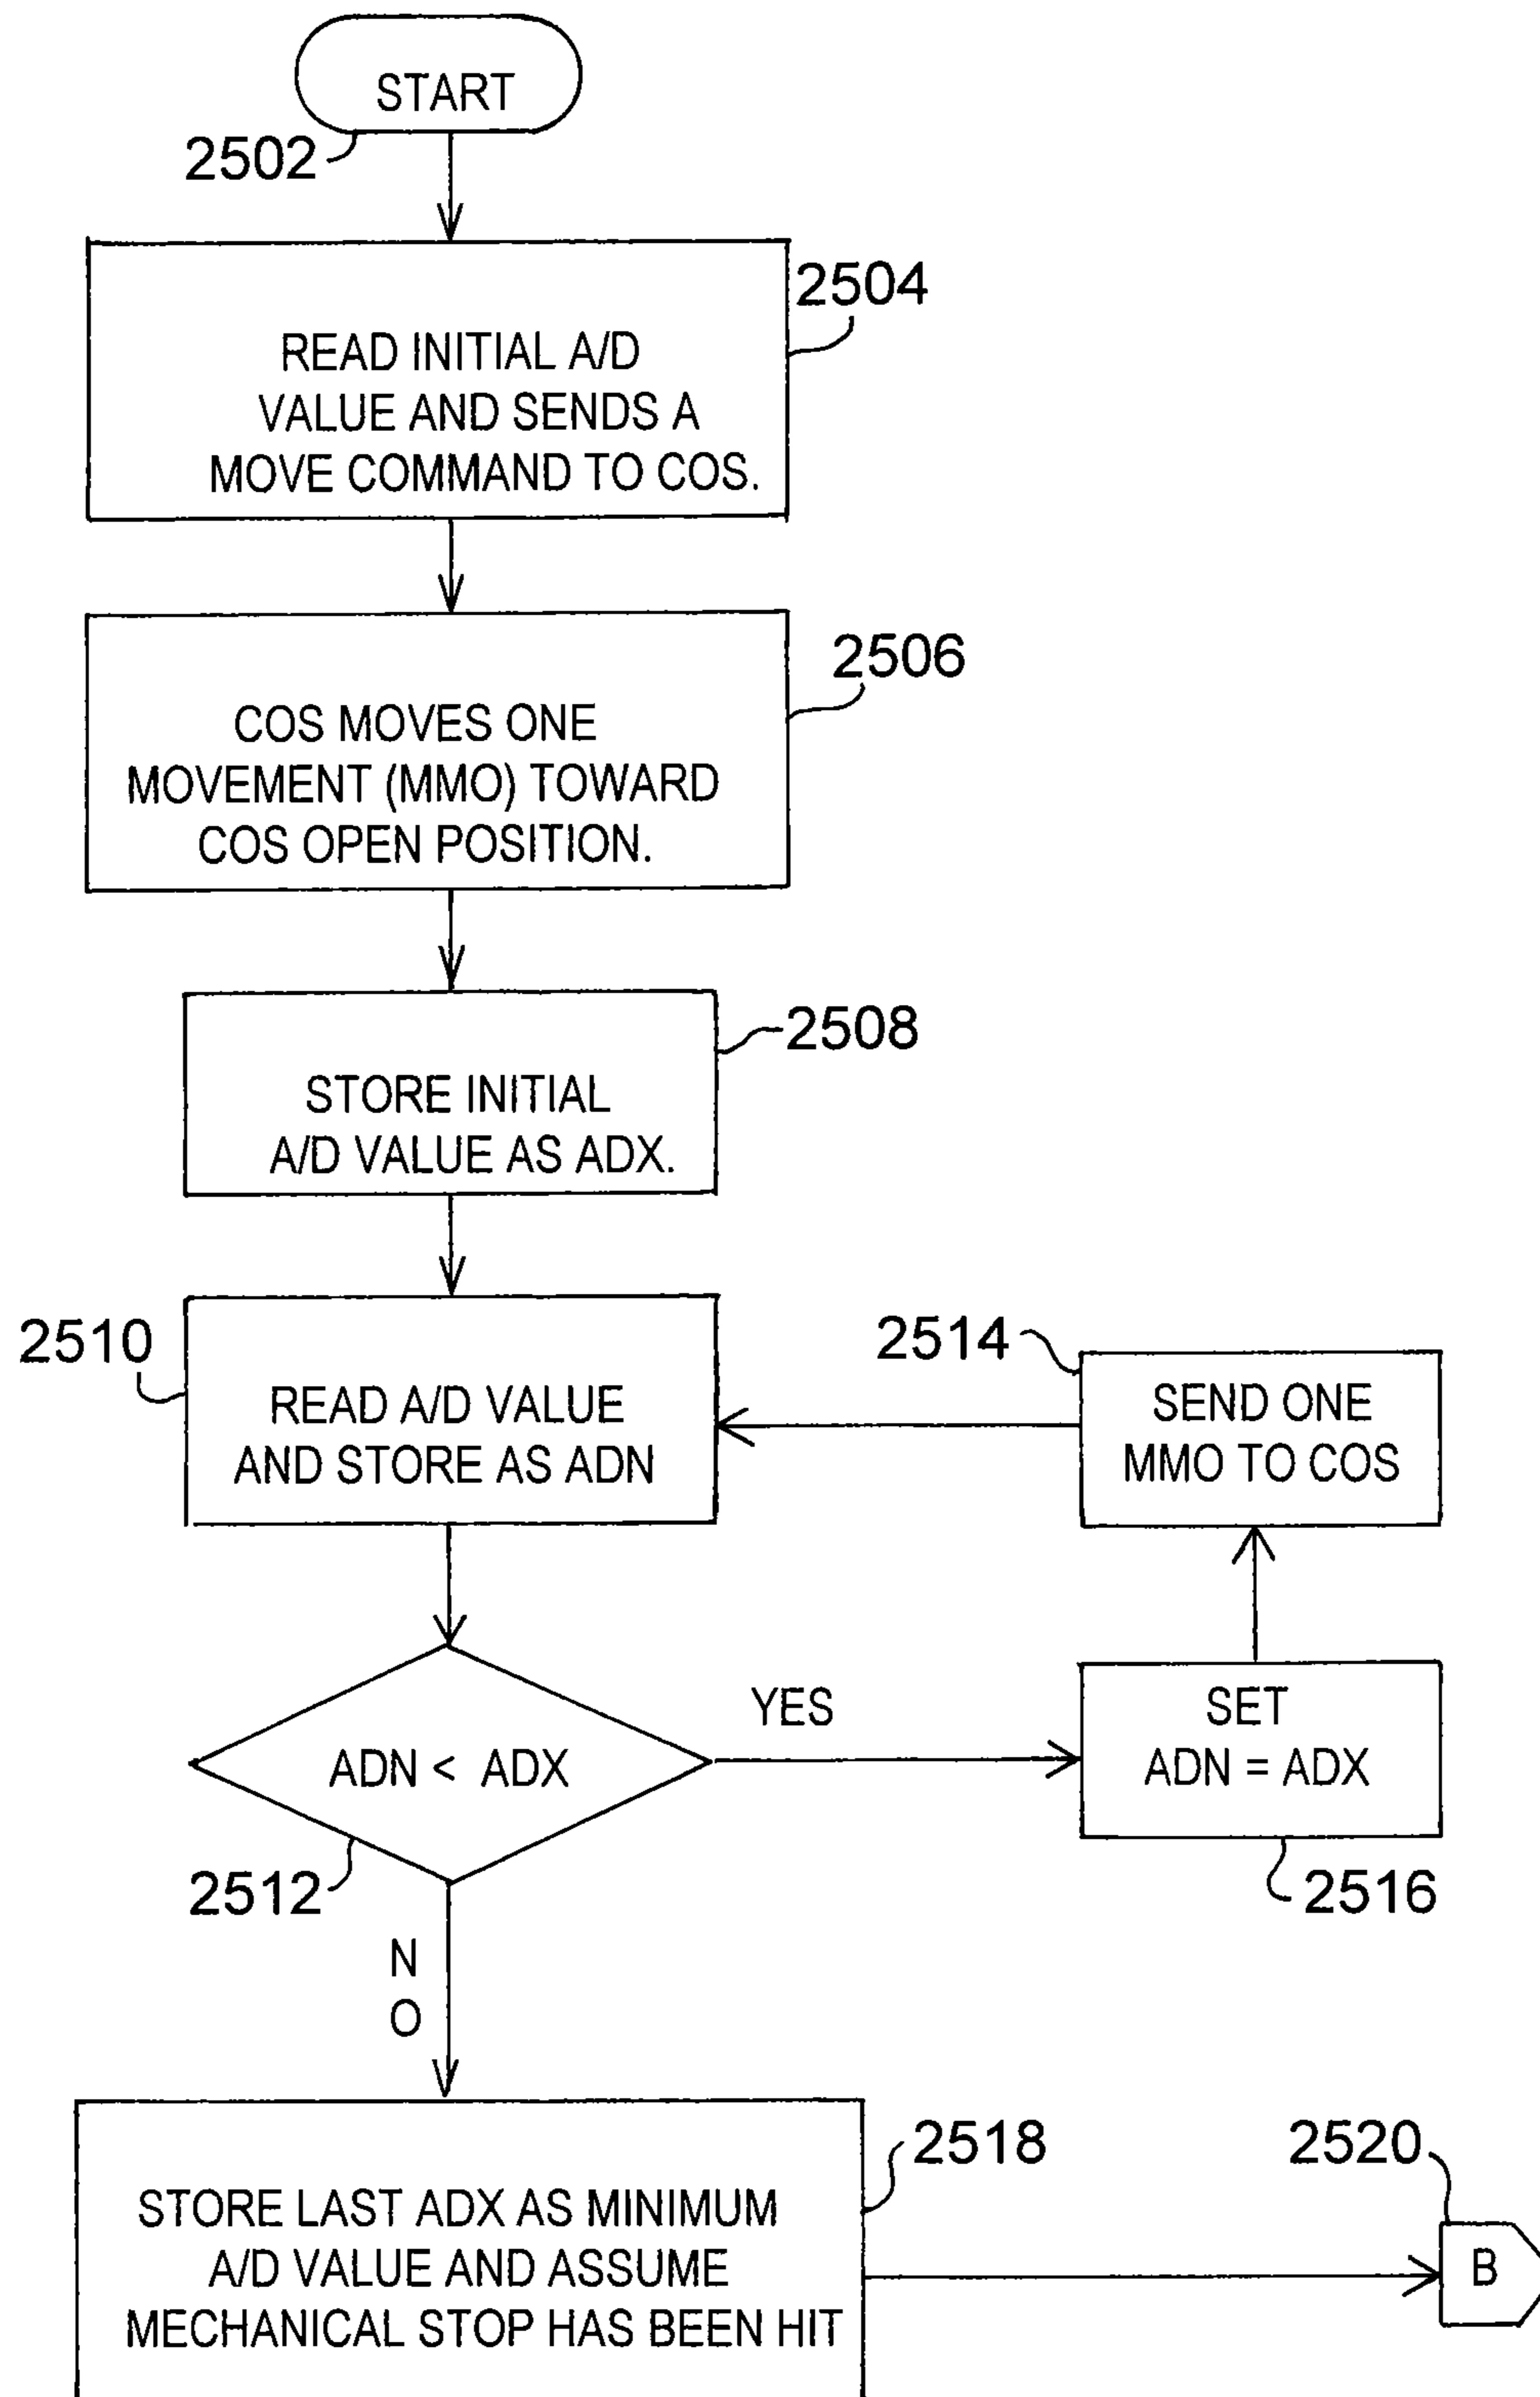 START
2502
2504
READ INITIAL A/D
VALUE AND SENDS A
MOVE COMMAND TO COS.
2506
COS MOVES ONE
MOVEMENT (MMO) TOWARD
COS OPEN POSITION.
2508
STORE INITIAL
A/D VALUE AS ADX.
2510
READ A/D VALUE
AND STORE AS ADN
2514
SEND ONE
MMO TO COS
ADN < ADX
2512
YES
SET
ADN = ADX
2516
N
O
2518
STORE LAST ADX AS MINIMUM
A/D VALUE AND ASSUME
MECHANICAL STOP HAS BEEN HIT
2520
B